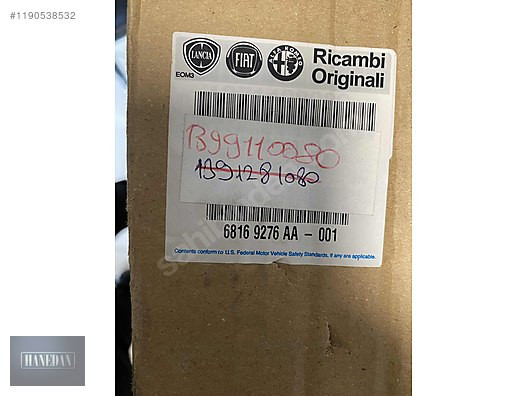 #1190538532
LANCIA
FIAT
ALFA ROMEO
Ricambi
Originali
EOM3
B99110080
B91281080
6816 9276 AA - 001
Contents conform to U.S. Federal Motor Vehicle Safety Standards, if any are applicable.
HANEDAN